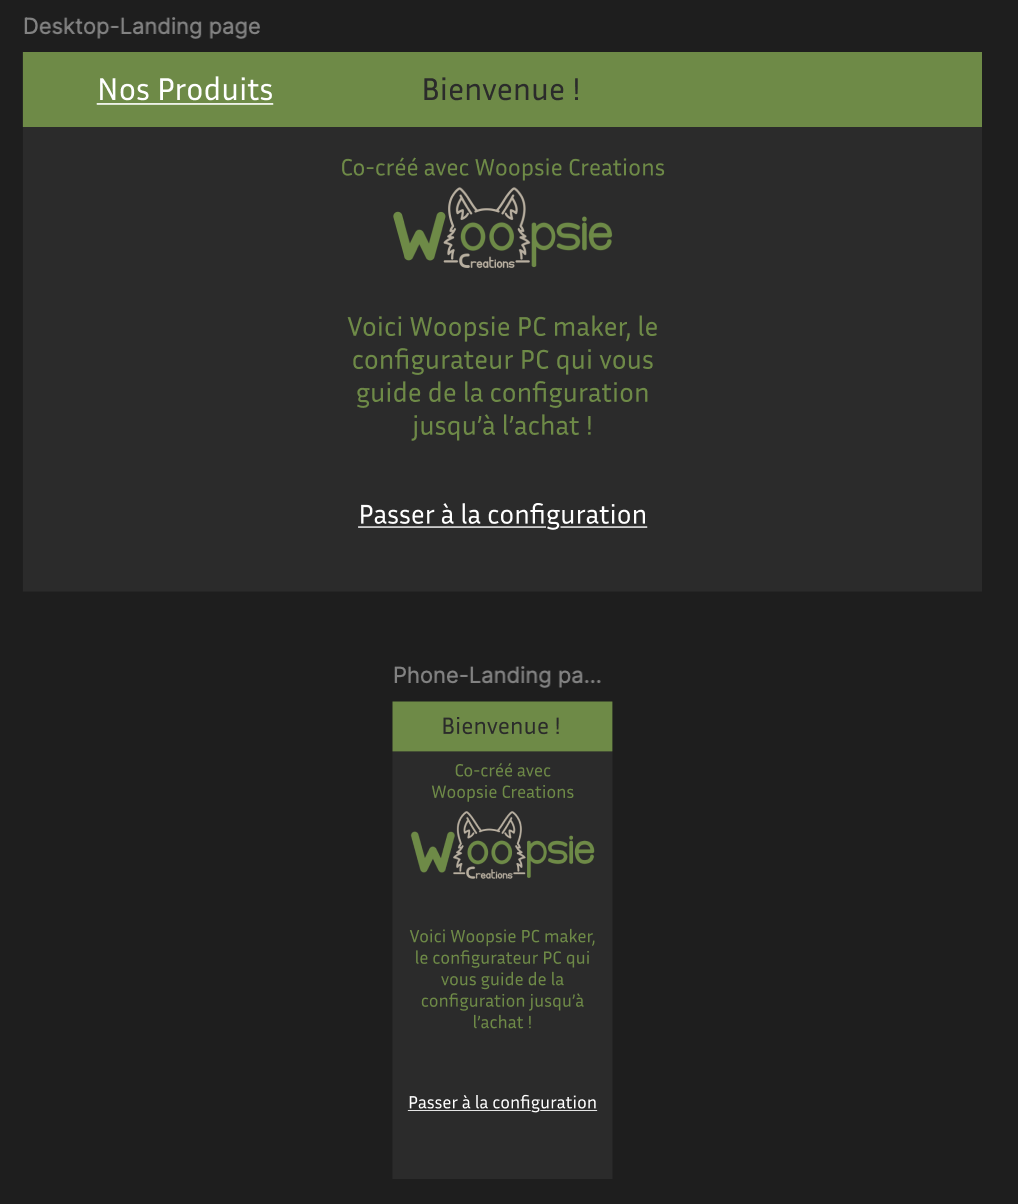 Desktop-Landing page
Nos Produits
Bienvenue !
Co-créé avec Woopsie Creations
Woopsie
Creations
Voici Woopsie PC maker, le
configurateur PC qui vous
guide de la configuration
jusqu’à l’achat !
Passer à la configuration
Phone-Landing pa...
Bienvenue !
Co-créé avec
Woopsie Creations
Woopsie
Creations
Voici Woopsie PC maker,
le configurateur PC qui
vous guide de la
configuration jusqu’à
l’achat !
Passer à la configuration